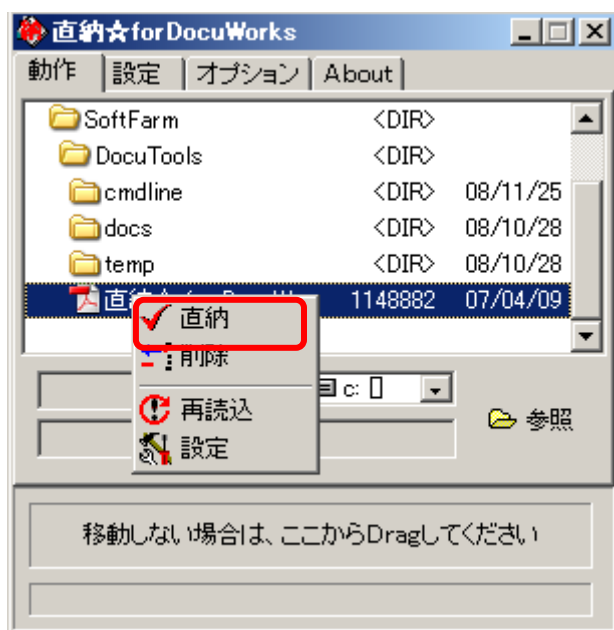 直納☆forDocuWorks
動作 設定 オプション About
SoftFarm <DIR>
DocuTools <DIR>
cmdline <DIR> 08/11/25
docs <DIR> 08/10/28
temp <DIR> 08/10/28
直納 1148882 07/04/09
直納
削除
再読込
設定
c: []
参照
移動しない場合は、ここからDragしてください